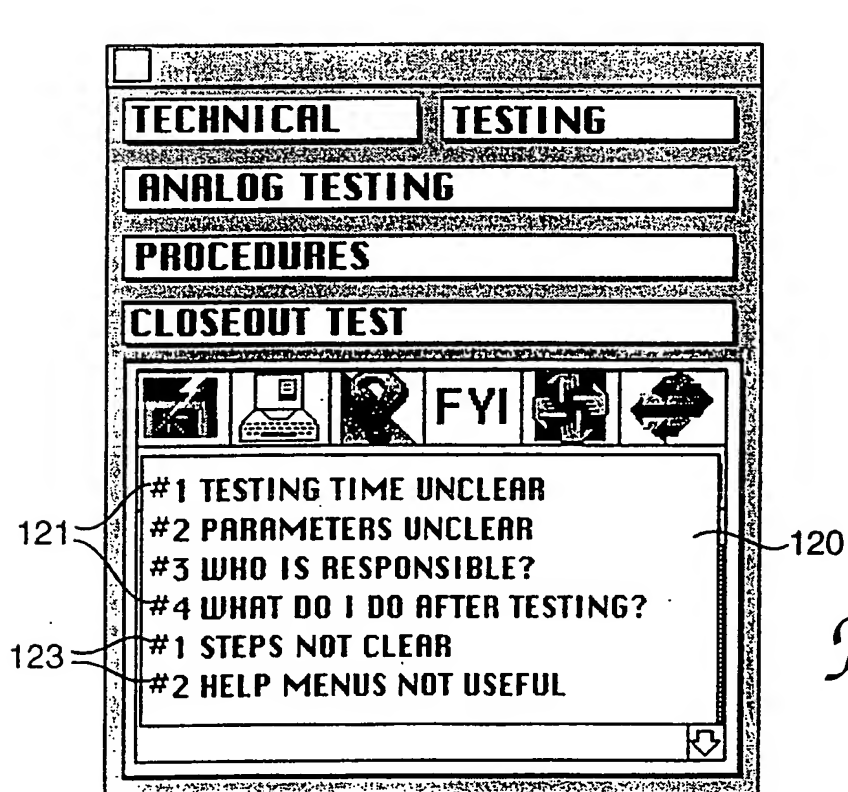 TECHNICAL TESTING
ANALOG TESTING
PROCEDURES
CLOSEOUT TEST
FYI
#1 TESTING TIME UNCLEAR
#2 PARAMETERS UNCLEAR
#3 WHO IS RESPONSIBLE?
#4 WHAT DO I DO AFTER TESTING?
#1 STEPS NOT CLEAR
#2 HELP MENUS NOT USEFUL
121
120
123